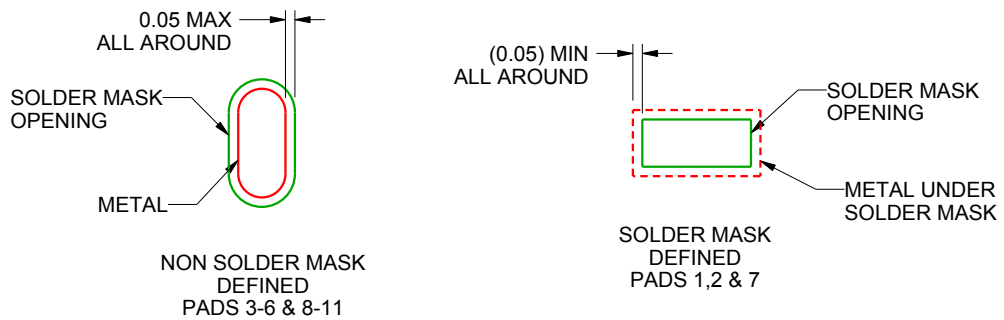 0.05 MAX
ALL AROUND
SOLDER MASK
OPENING
METAL
NON SOLDER MASK
DEFINED
PADS 3-6 & 8-11
(0.05) MIN
ALL AROUND
SOLDER MASK
OPENING
METAL UNDER
SOLDER MASK
SOLDER MASK
DEFINED
PADS 1,2 & 7